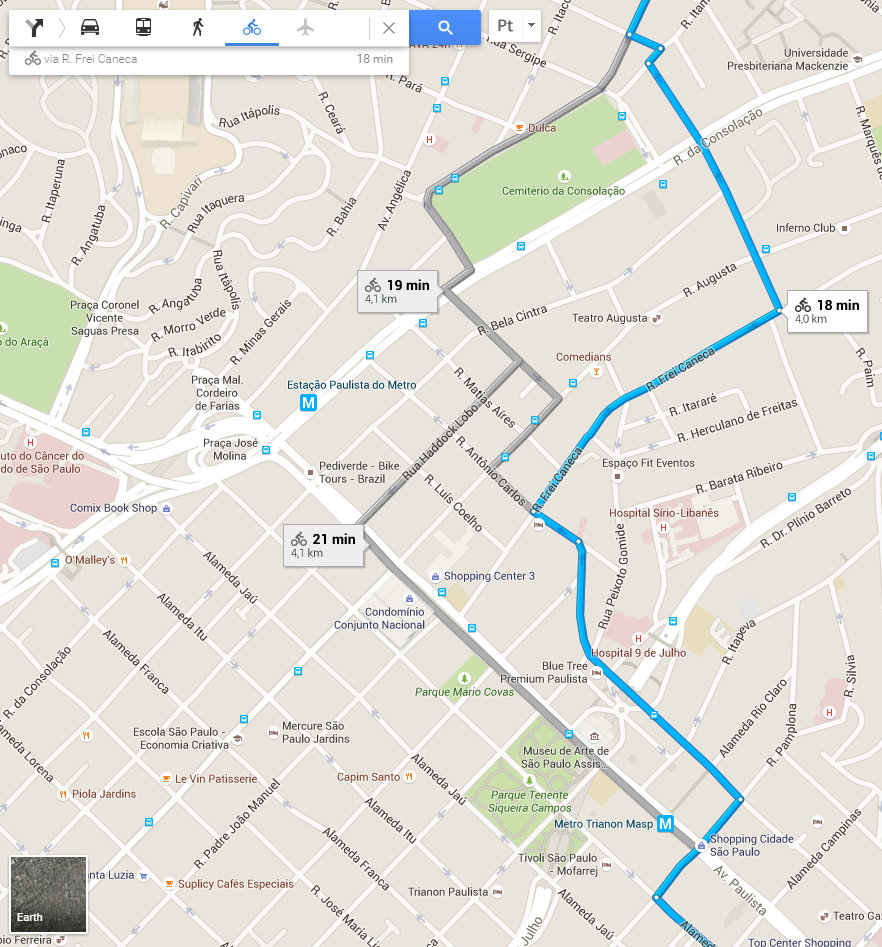 Pt
via R. Frei Caneca
18 min
AVA 24h
Rua Sergipe
R. Pará
R. Itacolomi
Universidade
Presbiteriana Mackenzie
R. Marquês
R. da Consolação
Rua Itápolis
R. Ceará
Dulca
R. Itaperuna
R. Angatuba
R. Capivari
Rua Itaquera
R. Bahia
Av. Angélica
Cemitério da Consolação
Inferno Club
Rua Itápolis
R. Augusta
19 min
4,1 km
18 min
4,0 km
Praça Coronel
Vicente
Saguas Presa
R. Angatuba
R. Morro Verde
R. Itabirito
R. Minas Gerais
R. Bela Cintra
Teatro Augusta
o do Araçá
Comedians
R. Frei Caneca
R. Paim
Praça Mal.
Cordeiro
de Farias
Estação Paulista do Metro
M
R. Matias Aires
R. Itararé
R. Herculano de Freitas
Rua Haddock Lobo
Praça José
Molina
uto do Câncer do
do de São Paulo
Pediverde - Bike
Tours - Brazil
R. Antônio Carlos
R. Luís Coelho
R. Frei Caneca
Espaço Fit Eventos
R. Barata Ribeiro
R. Dr. Plínio Barreto
Comix Book Shop
Hospital Sírio-Libanês
21 min
4,1 km
O'Malley's
Shopping Center 3
Rua Peixoto Gomide
Alameda Jaú
Alameda Itu
Alameda Franca
Condomínio
Conjunto Nacional
Hospital 9 de Julho
R. Itapeva
R. Silvia
Blue Tree
Premium Paulista
Parque Mário Covas
R. da Consolação
Alameda Rio Claro
R. Pamplona
Escola São Paulo -
Economia Criativa
Mercure São
Paulo Jardins
Museu de Arte de
São Paulo Assis...
Alameda Lorena
Le Vin Patisserie
Capim Santo
Alameda Jaú
Piola Jardins
Parque Tenente
Siqueira Campos
R. Padre João Manuel
Alameda Itu
Metro Trianon Masp
M
Shopping Cidade
São Paulo
Alameda Campinas
Alameda Franca
Tivoli São Paulo
- Mofarrej
Av. Paulista
anta Luzia
Suplicy Cafés Especiais
Trianon Paulista
Earth
R. José Maria
Julho
Alameda
Teatro Ga
Top Center Shopping
io Ferreira